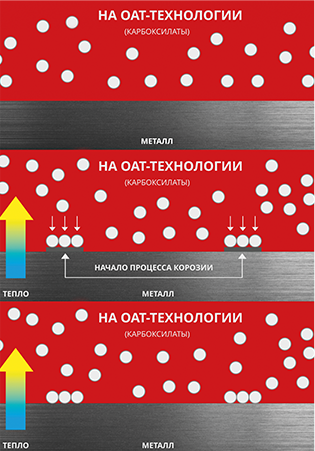 НА ОАТ-ТЕХНОЛОГИИ
(КАРБОКСИЛАТЫ)
МЕТАЛЛ
НА ОАТ-ТЕХНОЛОГИИ
(КАРБОКСИЛАТЫ)
НАЧАЛО ПРОЦЕССА КОРОЗИИ
ТЕПЛО
МЕТАЛЛ
НА ОАТ-ТЕХНОЛОГИИ
(КАРБОКСИЛАТЫ)
ТЕПЛО
МЕТАЛЛ